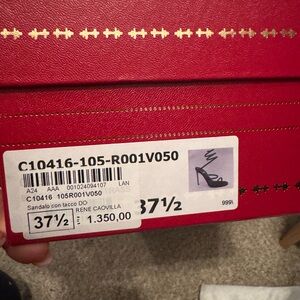 C10416-105-R001V050
A24 AAA 001024094107 LAN
C10416 105R001V050
Sandalo con tacco DO
RENE CAOVILLA
37½ 1.350,00
37½
999\